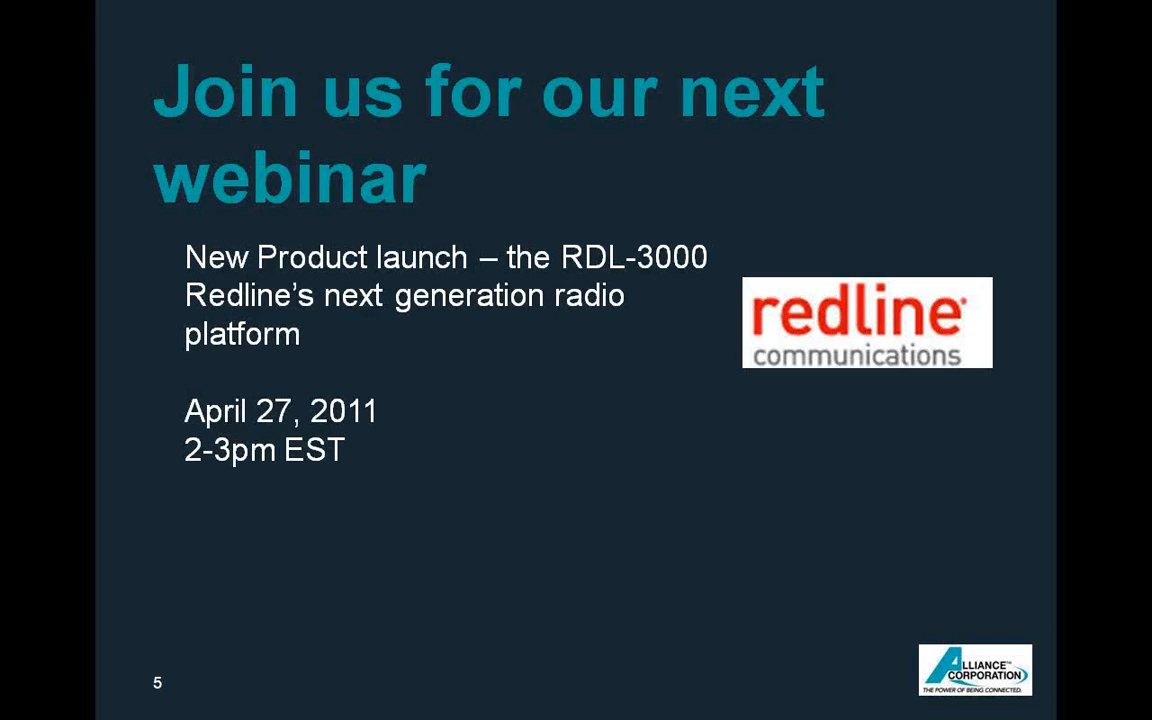 Join us for our next
webinar
New Product launch – the RDL-3000
Redline’s next generation radio
platform
redline
communications
April 27, 2011
2-3pm EST
5
ALLIANCE™
CORPORATION
THE POWER OF BEING CONNECTED.